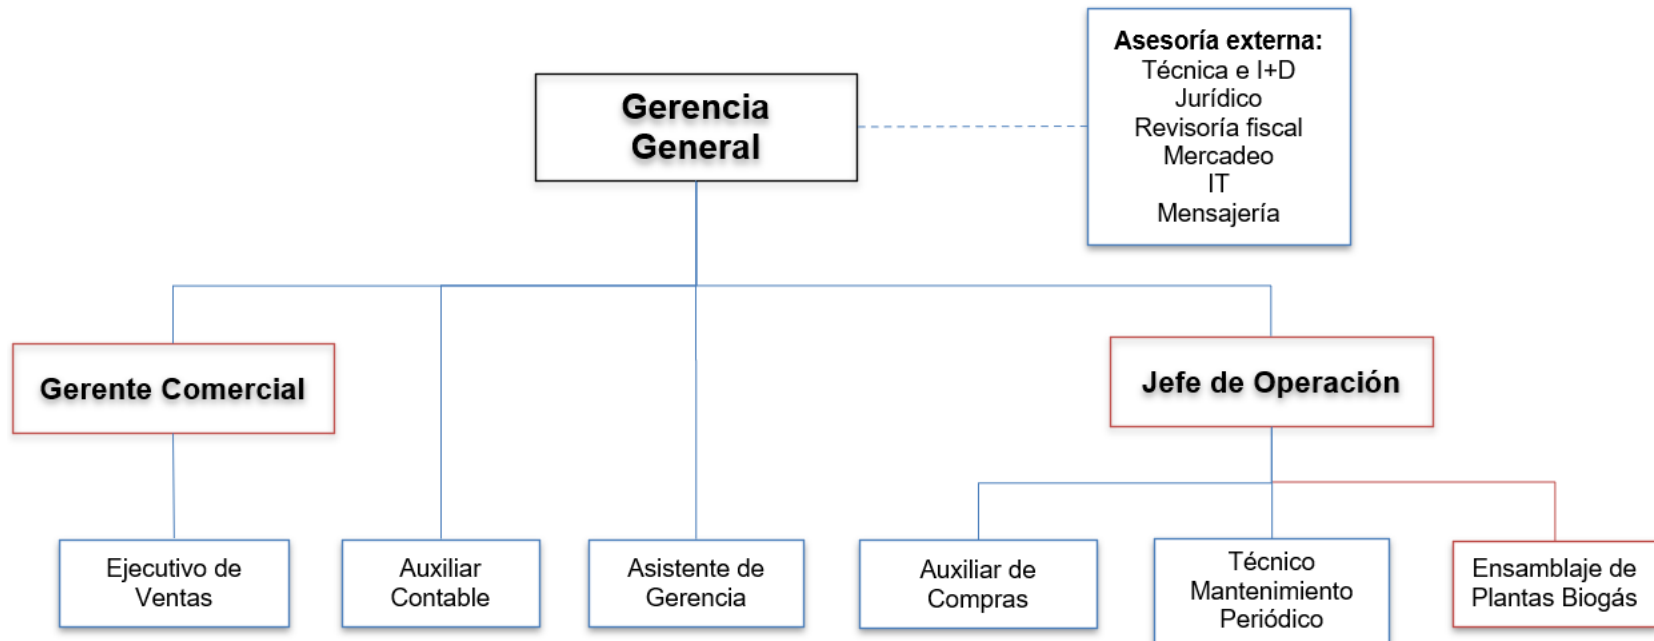 Asesoría externa:
Técnica e I+D
Jurídico
Revisoría fiscal
Mercadeo
IT
Mensajería
Gerencia
General
Gerente Comercial
Jefe de Operación
Ejecutivo de
Ventas
Auxiliar
Contable
Asistente de
Gerencia
Auxiliar de
Compras
Técnico
Mantenimiento
Periódico
Ensamblaje de
Plantas Biogás